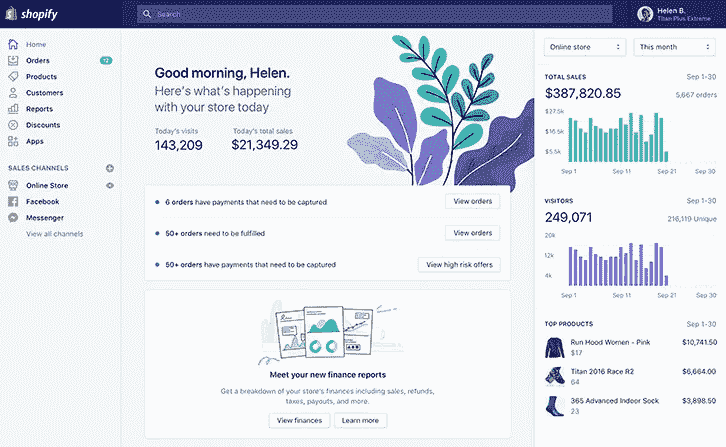 shopify
Search
Helen B.
Titan Plus Extreme
Home
Orders 12
Products
Customers
Reports
Discounts
Apps
SALES CHANNELS
Online Store
Facebook
Messenger
View all channels
Good morning, Helen.
Here's what's happening
with your store today
Today's visits
143,209
Today's total sales
$21,349.29
6 orders have payments that need to be captured
View orders
50+ orders need to be fulfilled
View orders
50+ orders have payments that need to be captured
View high risk offers
Meet your new finance reports
Get a breakdown of your store's finances including sales, refunds,
taxes, payouts, and more.
View finances
Learn more
Online store
This month
TOTAL SALES Sep 1-30
$387,820.85 5,667 orders
$27.5k
$16.5k
$5.5k
Sep 1 Sep 11 Sep 21 Sep 30
VISITORS Sep 1-30
249,071 216,119 Unique
20k
12k
4k
Sep 1 Sep 11 Sep 21 Sep 30
TOP PRODUCTS Sep 1-30
Run Hood Women - Pink $10,741.50
$17
Titan 2016 Race R2 $6,664.00
64
365 Advanced Indoor Sock $3,898.50
23